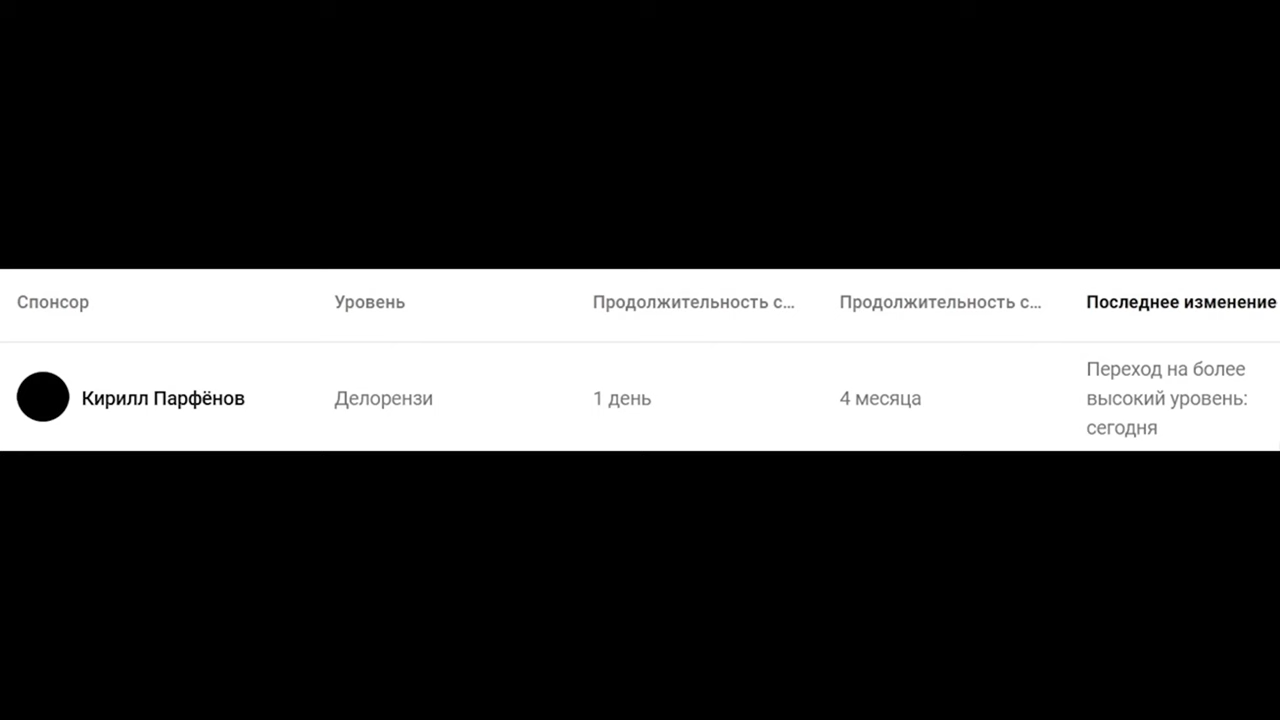 Спонсор
Уровень
Продолжительность с...
Продолжительность с...
Последнее изменение
Кирилл Парфёнов
Делорензи
1 день
4 месяца
Переход на более
высокий уровень:
сегодня